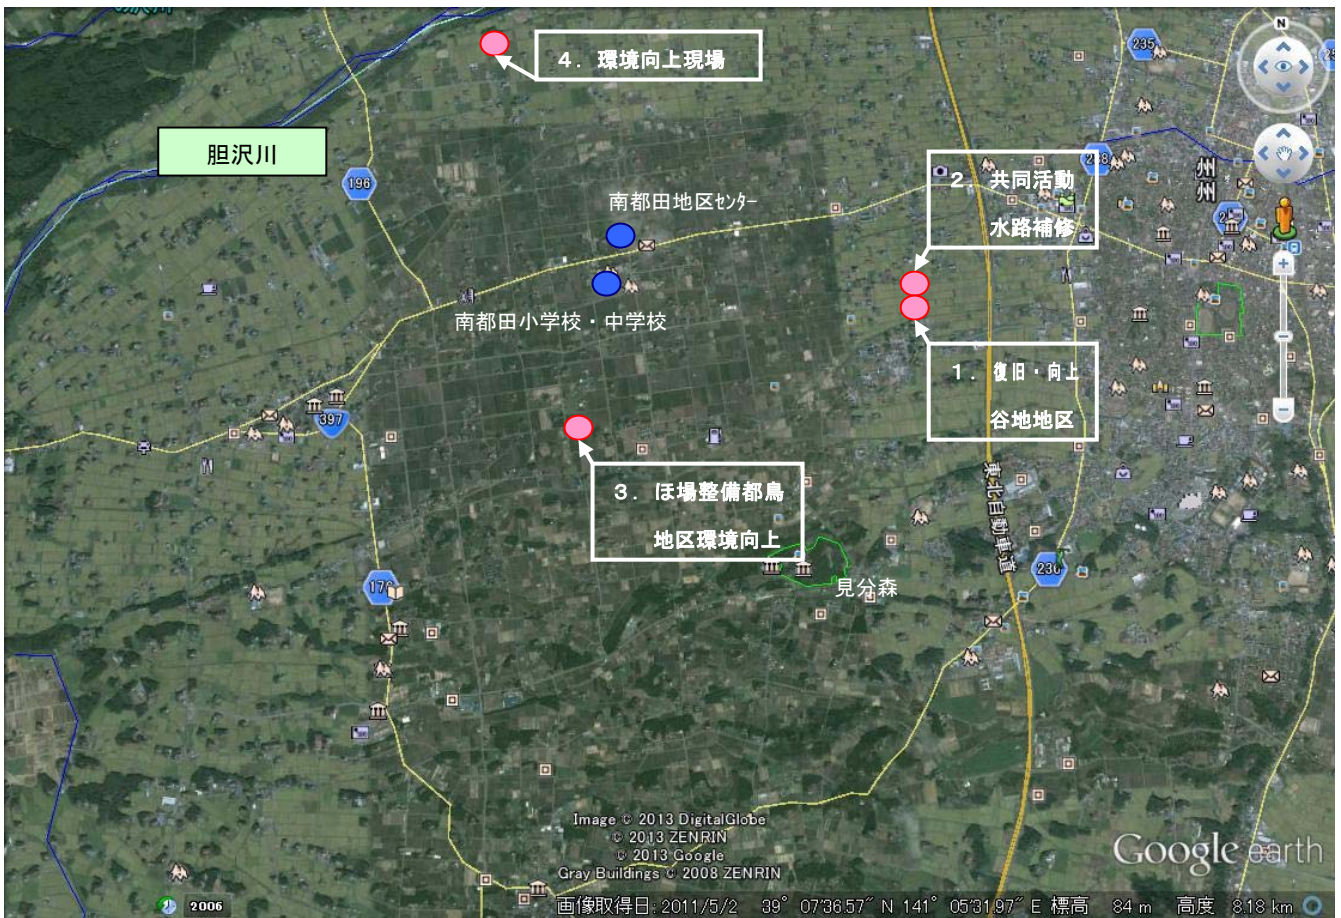 4．環境向上現場
235
胆沢川
238
州
州
196
2．共同活動
水路補修
南都田地区センター
南都田小学校・中学校
1．復旧・向上
谷地地区
397
3．ほ場整備都鳥
地区環境向上
東北自動車道
176
230
見分森
Image © 2013 DigitalGlobe
© 2013 ZENRIN
© 2013 Google
Gray Buildings © 2008 ZENRIN
Google earth
2006
画像取得日: 2011/5/2 39° 07'36.57" N 141° 05'31.97" E 標高 84 m 高度 8.18 km
N